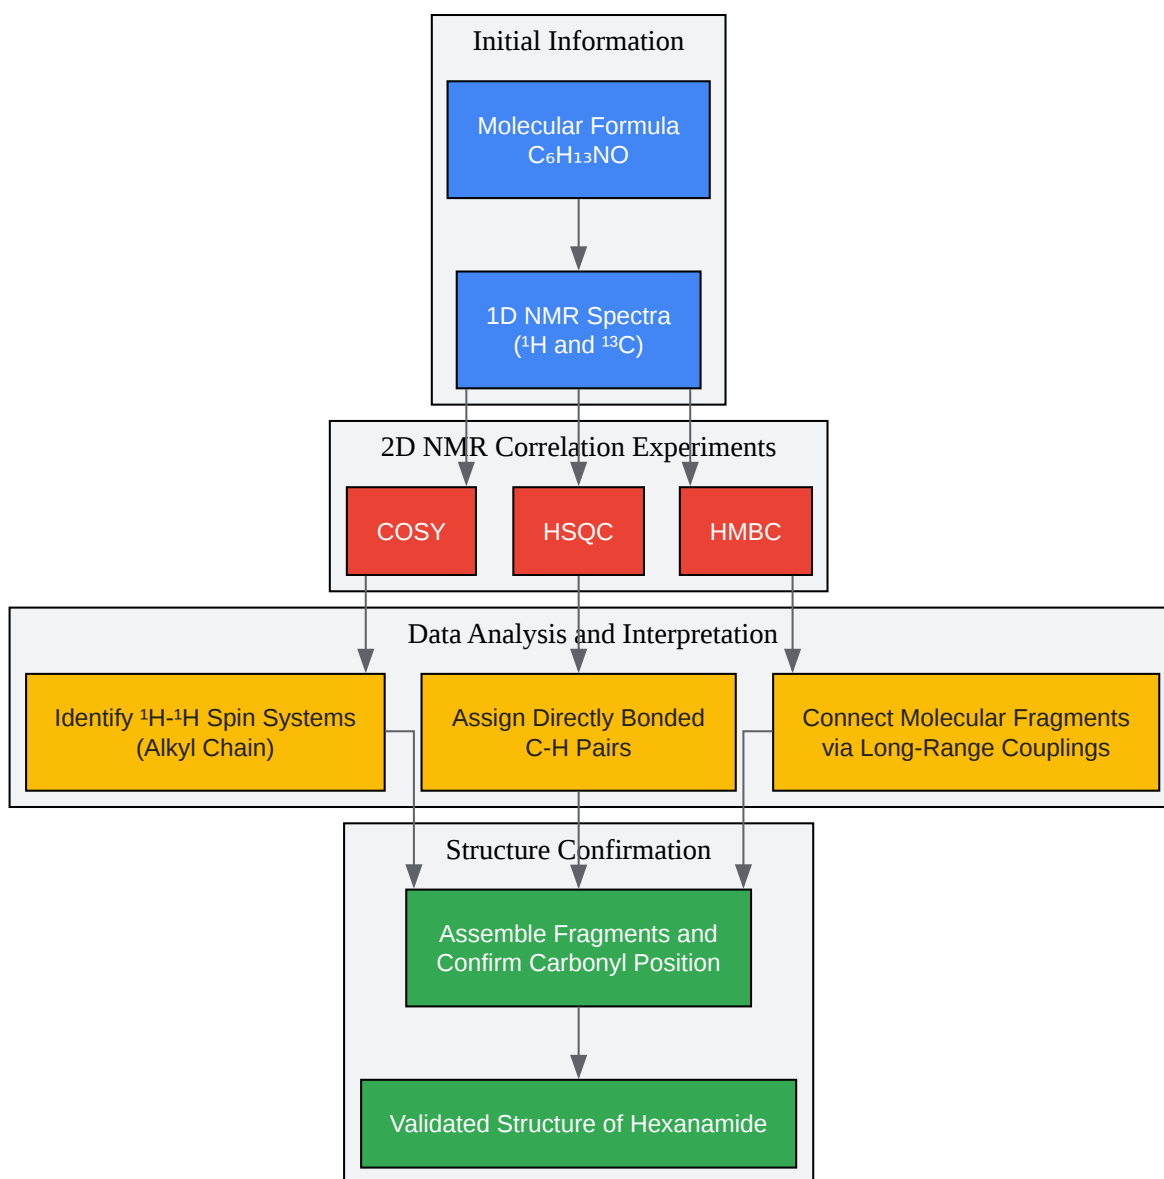 Initial Information
Molecular Formula
C₆H₁₃NO
1D NMR Spectra
(¹H and ¹³C)
2D NMR Correlation Experiments
COSY
HSQC
HMBC
Data Analysis and Interpretation
Identify ¹H-¹H Spin Systems
(Alkyl Chain)
Assign Directly Bonded
C-H Pairs
Connect Molecular Fragments
via Long-Range Couplings
Structure Confirmation
Assemble Fragments and
Confirm Carbonyl Position
Validated Structure of Hexanamide